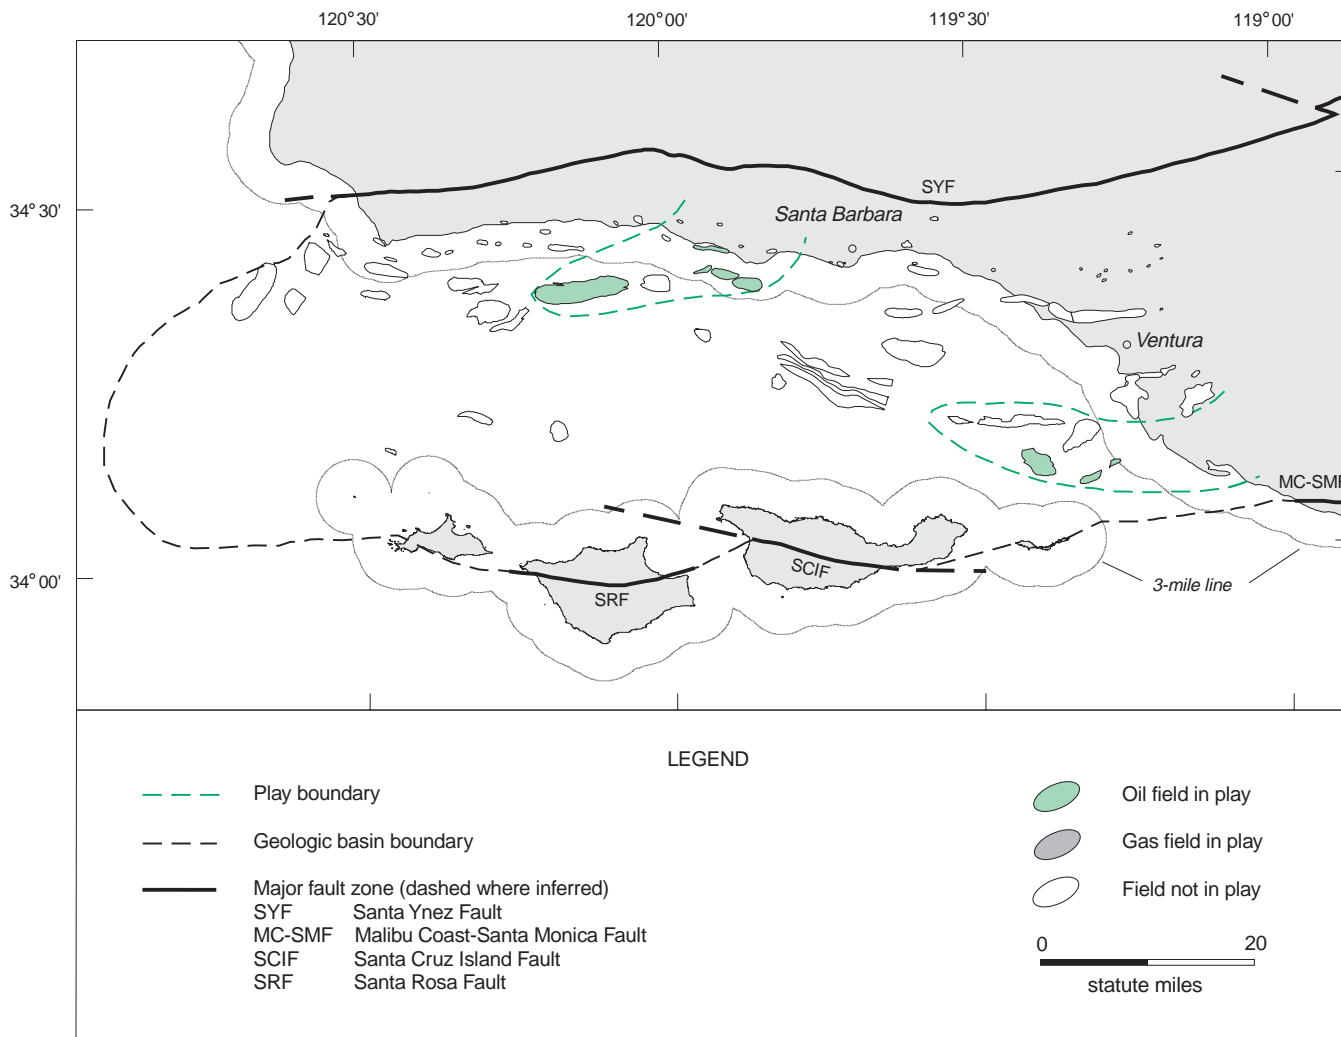 120°30' 120°00' 119°30' 119°00'
SYF
34°30'
Santa Barbara
Ventura
MC-SMF
SCIF
34°00'
3-mile line
SRF
LEGEND
Play boundary
Geologic basin boundary
Major fault zone (dashed where inferred)
SYF Santa Ynez Fault
MC-SMF Malibu Coast-Santa Monica Fault
SCIF Santa Cruz Island Fault
SRF Santa Rosa Fault
Oil field in play
Gas field in play
Field not in play
0 20
statute miles